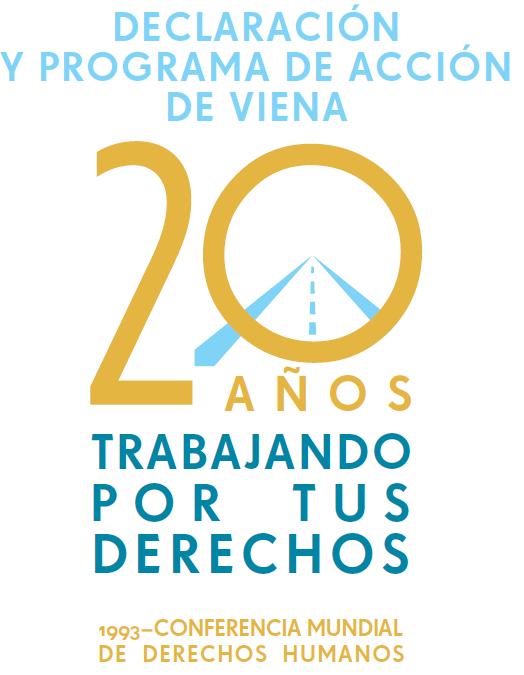 DECLARACIÓN
Y PROGRAMA DE ACCIÓN
DE VIENA
20
AÑOS
TRABAJANDO
POR TUS
DERECHOS
1993–CONFERENCIA MUNDIAL
DE DERECHOS HUMANOS